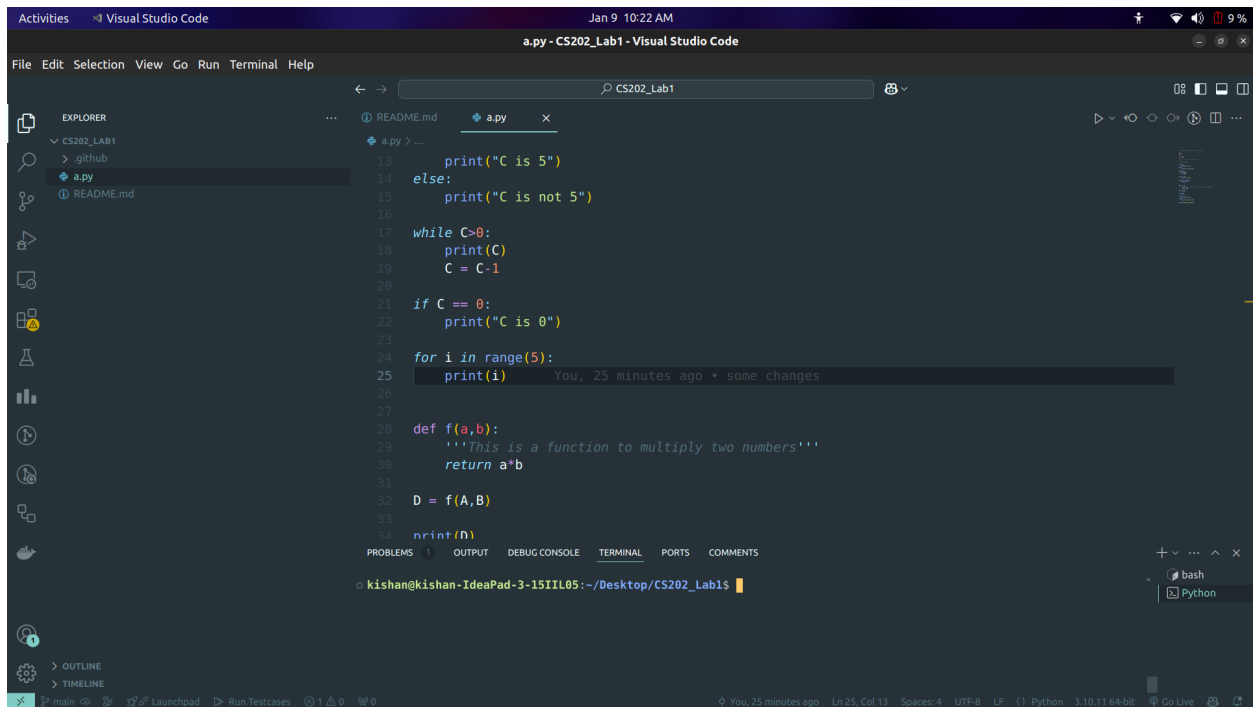 Activities Visual Studio Code Jan 9 10:22 AM 9 %
a.py - CS202_Lab1 - Visual Studio Code
File Edit Selection View Go Run Terminal Help
CS202_Lab1
EXPLORER
CS202_LAB1
.github
a.py
README.md
README.md a.py
a.py > ...
13 print("C is 5")
14 else:
15 print("C is not 5")
16
17 while C>0:
18 print(C)
19 C = C-1
20
21 if C == 0:
22 print("C is 0")
23
24 for i in range(5):
25 print(i) You, 25 minutes ago • some changes
26
27
28 def f(a,b):
29 '''This is a function to multiply two numbers'''
30 return a*b
31
32 D = f(A,B)
33
34 print(D)
PROBLEMS 1 OUTPUT DEBUG CONSOLE TERMINAL PORTS COMMENTS
kishan@kishan-IdeaPad-3-15IIL05:~/Desktop/CS202_Lab1$
bash
Python
1
OUTLINE
TIMELINE
main Launchpad Run Testcases 1 0 0 You, 25 minutes ago Ln 25, Col 13 Spaces: 4 UTF-8 LF {} Python 3.10.11 64-bit Go Live